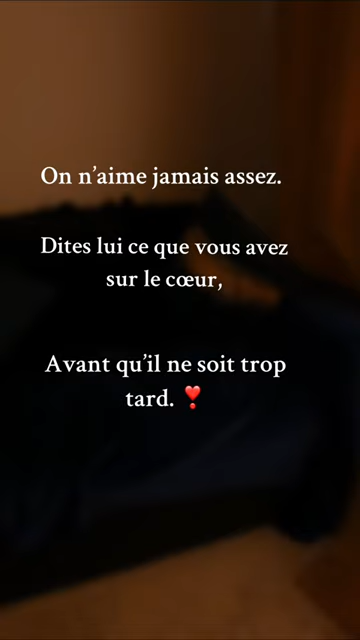 On n’aime jamais assez.
Dites lui ce que vous avez
sur le cœur,
Avant qu’il ne soit trop
tard. ❣️